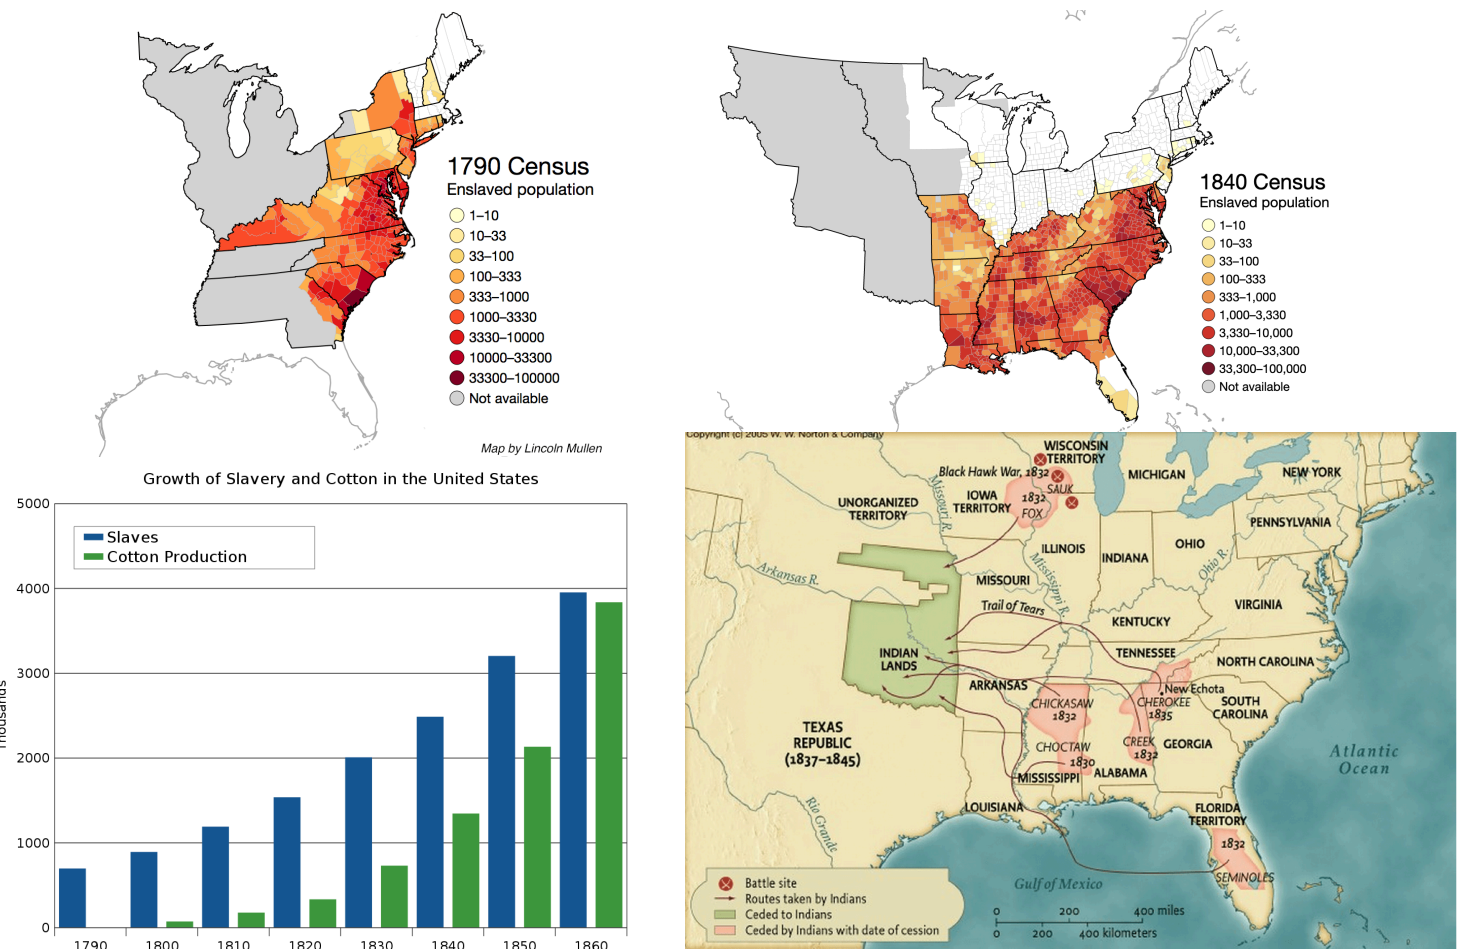 1790 Census
Enslaved population
1–10
10–33
33–100
100–333
333–1000
1000–3330
3330–10000
10000–33300
33300–100000
Not available
Map by Lincoln Mullen
1840 Census
Enslaved population
1–10
10–33
33–100
100–333
333–1,000
1,000–3,330
3,330–10,000
10,000–33,300
33,300–100,000
Not available
Growth of Slavery and Cotton in the United States
Slaves
Cotton Production
5000
4000
3000
2000
1000
0
Thousands
1790
1800
1810
1820
1830
1840
1850
1860
Copyright (c) 2005 W. W. Norton & Company
WISCONSIN
TERRITORY
Black Hawk War, 1832
SAUK
1832
FOX
IOWA
TERRITORY
MICHIGAN
NEW YORK
UNORGANIZED
TERRITORY
Missouri R.
PENNSYLVANIA
ILLINOIS
INDIANA
OHIO
Ohio R.
Arkansas R.
MISSOURI
Mississippi R.
Trail of Tears
KENTUCKY
VIRGINIA
INDIAN
LANDS
TENNESSEE
NORTH CAROLINA
ARKANSAS
New Echota
CHICKASAW
1832
CHEROKEE
1835
SOUTH
CAROLINA
TEXAS
REPUBLIC
(1837–1845)
CHOCTAW
1830
CREEK
1832
GEORGIA
MISSISSIPPI
ALABAMA
Atlantic
Ocean
LOUISIANA
FLORIDA
TERRITORY
Rio Grande
1832
SEMINOLES
Gulf of Mexico
Battle site
Routes taken by Indians
Ceded to Indians
Ceded by Indians with date of cession
0 200 400 miles
0 200 400 kilometers